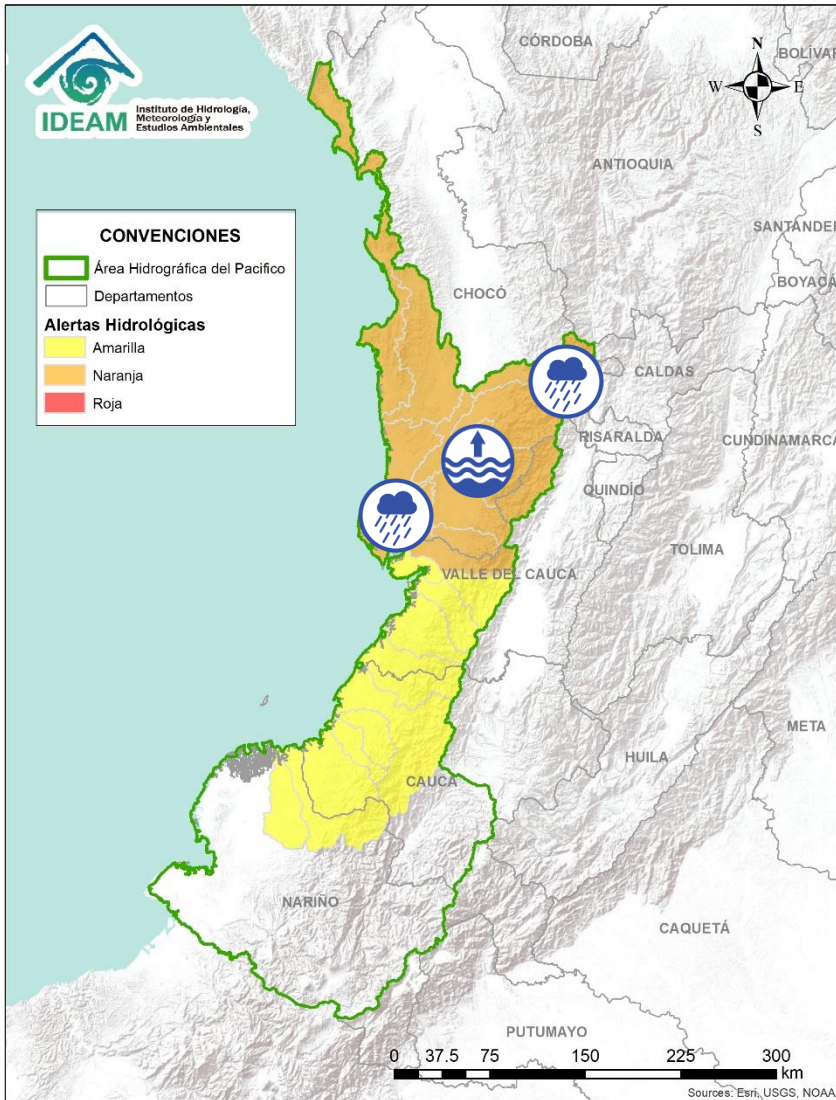 IDEAM
Instituto de Hidrología,
Meteorología y
Estudios Ambientales
CONVENCIONES
Área Hidrográfica del Pacifico
Departamentos
Alertas Hidrológicas
Amarilla
Naranja
Roja
N
W
E
S
CÓRDOBA
BOLÍVAR
ANTIOQUIA
SANTANDER
BOYACÁ
CHOCÓ
CALDAS
RISARALDA
CUNDINAMARCA
QUINDÍO
TOLIMA
VALLE DEL CAUCA
META
HUILA
CAUCA
NARIÑO
CAQUETÁ
PUTUMAYO
0 37.5 75 150 225 300
km
Sources: Esri, USGS, NOAA